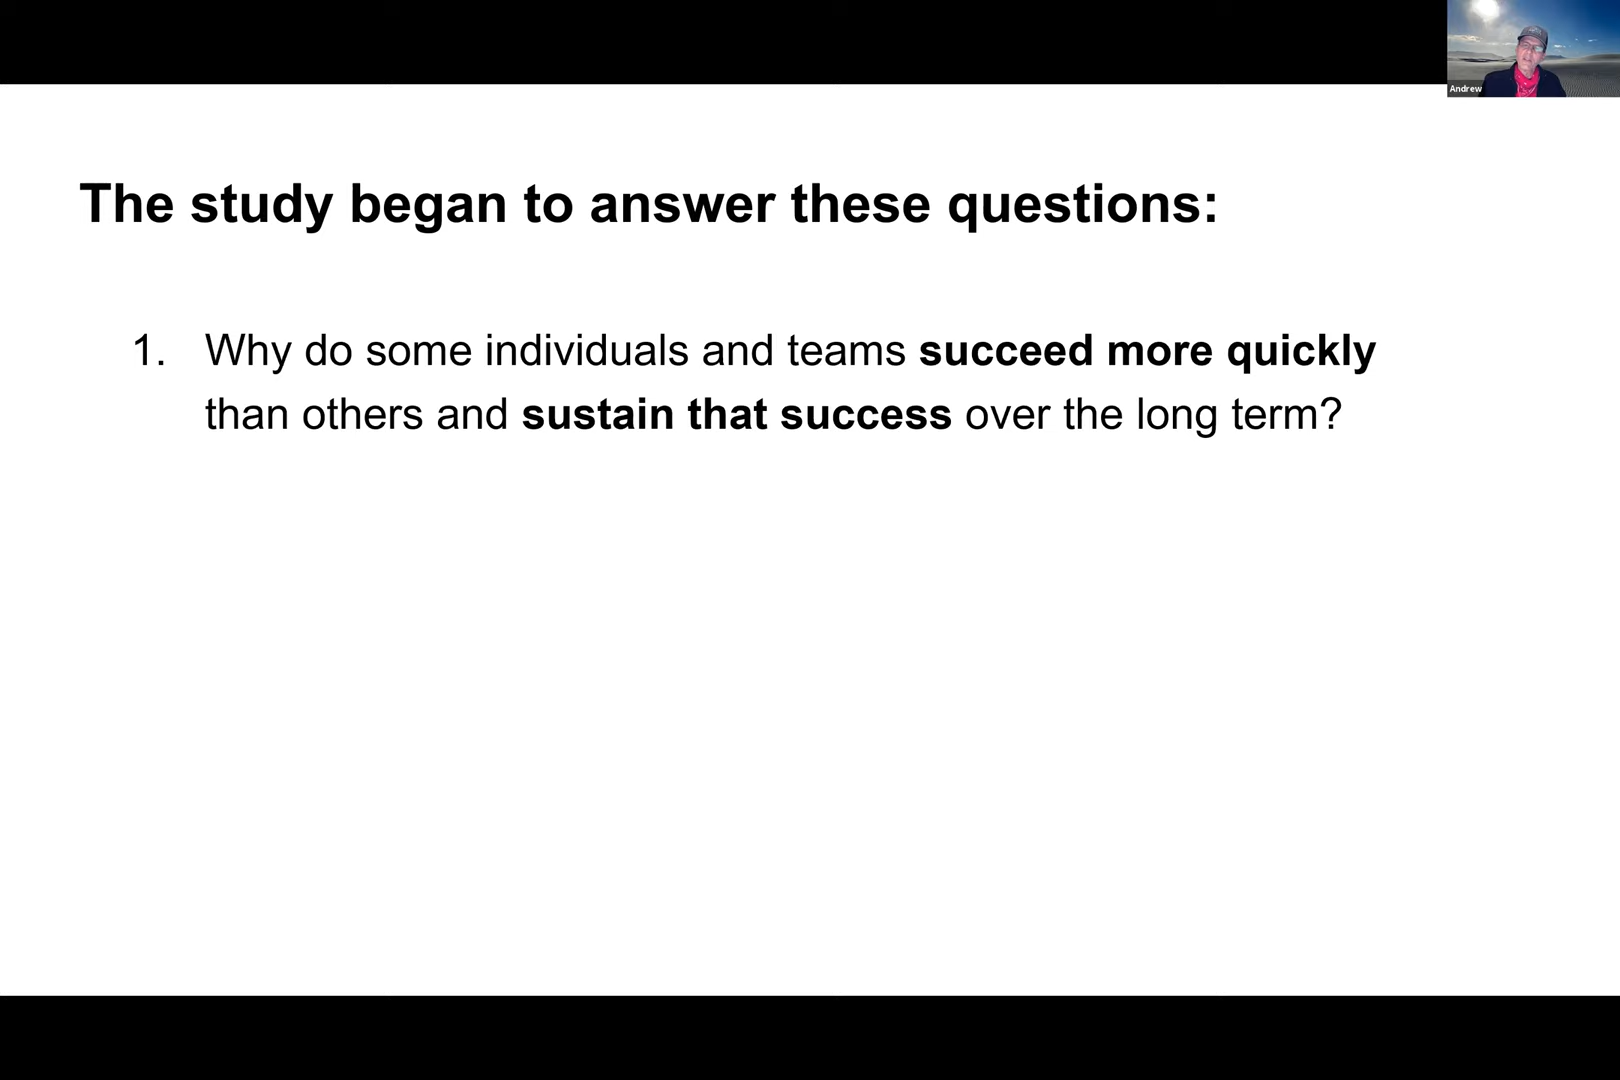 Andrew
The study began to answer these questions:
1. Why do some individuals and teams succeed more quickly
than others and sustain that success over the long term?